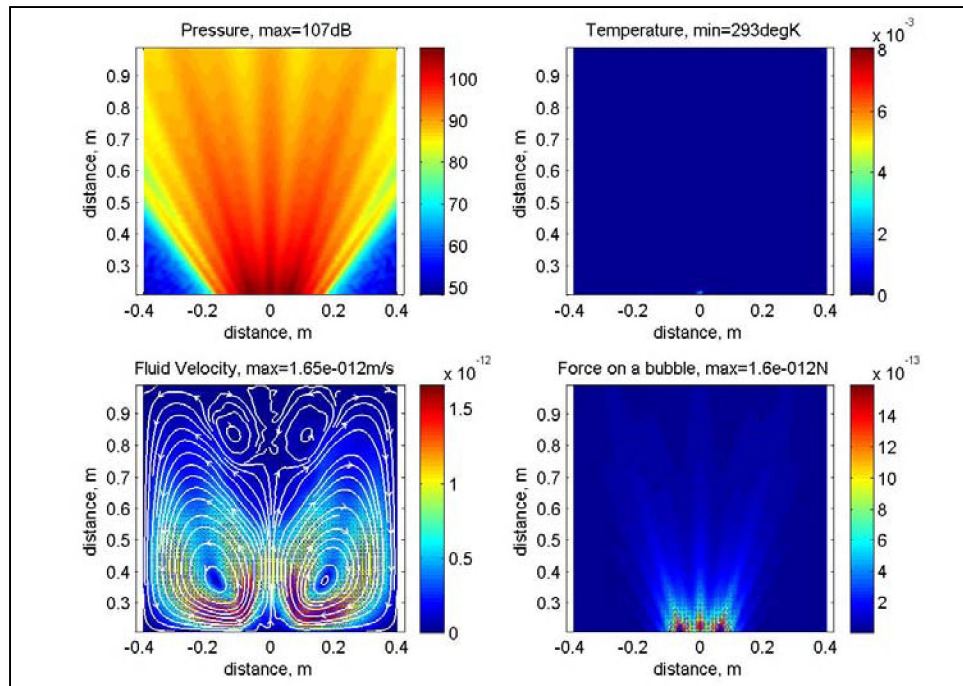 Pressure, max=107dB
distance, m
0.9
0.8
0.7
0.6
0.5
0.4
0.3
-0.4 -0.2 0 0.2 0.4
distance, m
100
90
80
70
60
50
Temperature, min=293degK
distance, m
0.9
0.8
0.7
0.6
0.5
0.4
0.3
-0.4 -0.2 0 0.2 0.4
distance, m
x 10-3
8
6
4
2
0
Fluid Velocity, max=1.65e-012m/s
distance, m
0.9
0.8
0.7
0.6
0.5
0.4
0.3
-0.4 -0.2 0 0.2 0.4
distance, m
x 10-12
1.5
1
0.5
0
Force on a bubble, max=1.6e-012N
distance, m
0.9
0.8
0.7
0.6
0.5
0.4
0.3
-0.4 -0.2 0 0.2 0.4
distance, m
x 10-13
14
12
10
8
6
4
2